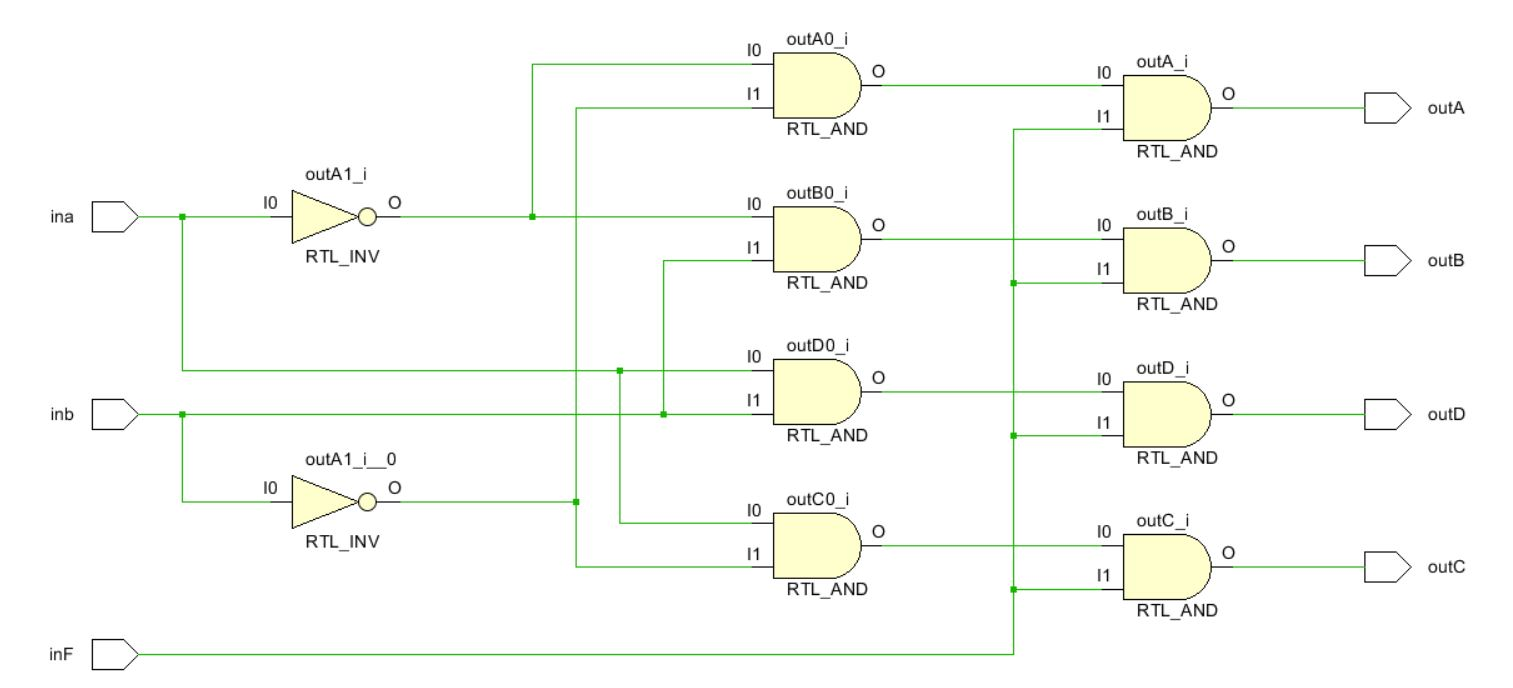 outA0_i
I0
O
I1
RTL_AND
outA_i
I0
O
I1
RTL_AND
outA
outA1_i
ina
I0
O
RTL_INV
outB0_i
I0
O
I1
RTL_AND
outB_i
I0
O
I1
RTL_AND
outB
outD0_i
I0
O
I1
RTL_AND
outD_i
I0
O
I1
RTL_AND
outD
inb
outA1_i__0
I0
O
RTL_INV
outC0_i
I0
O
I1
RTL_AND
outC_i
I0
O
I1
RTL_AND
outC
inF